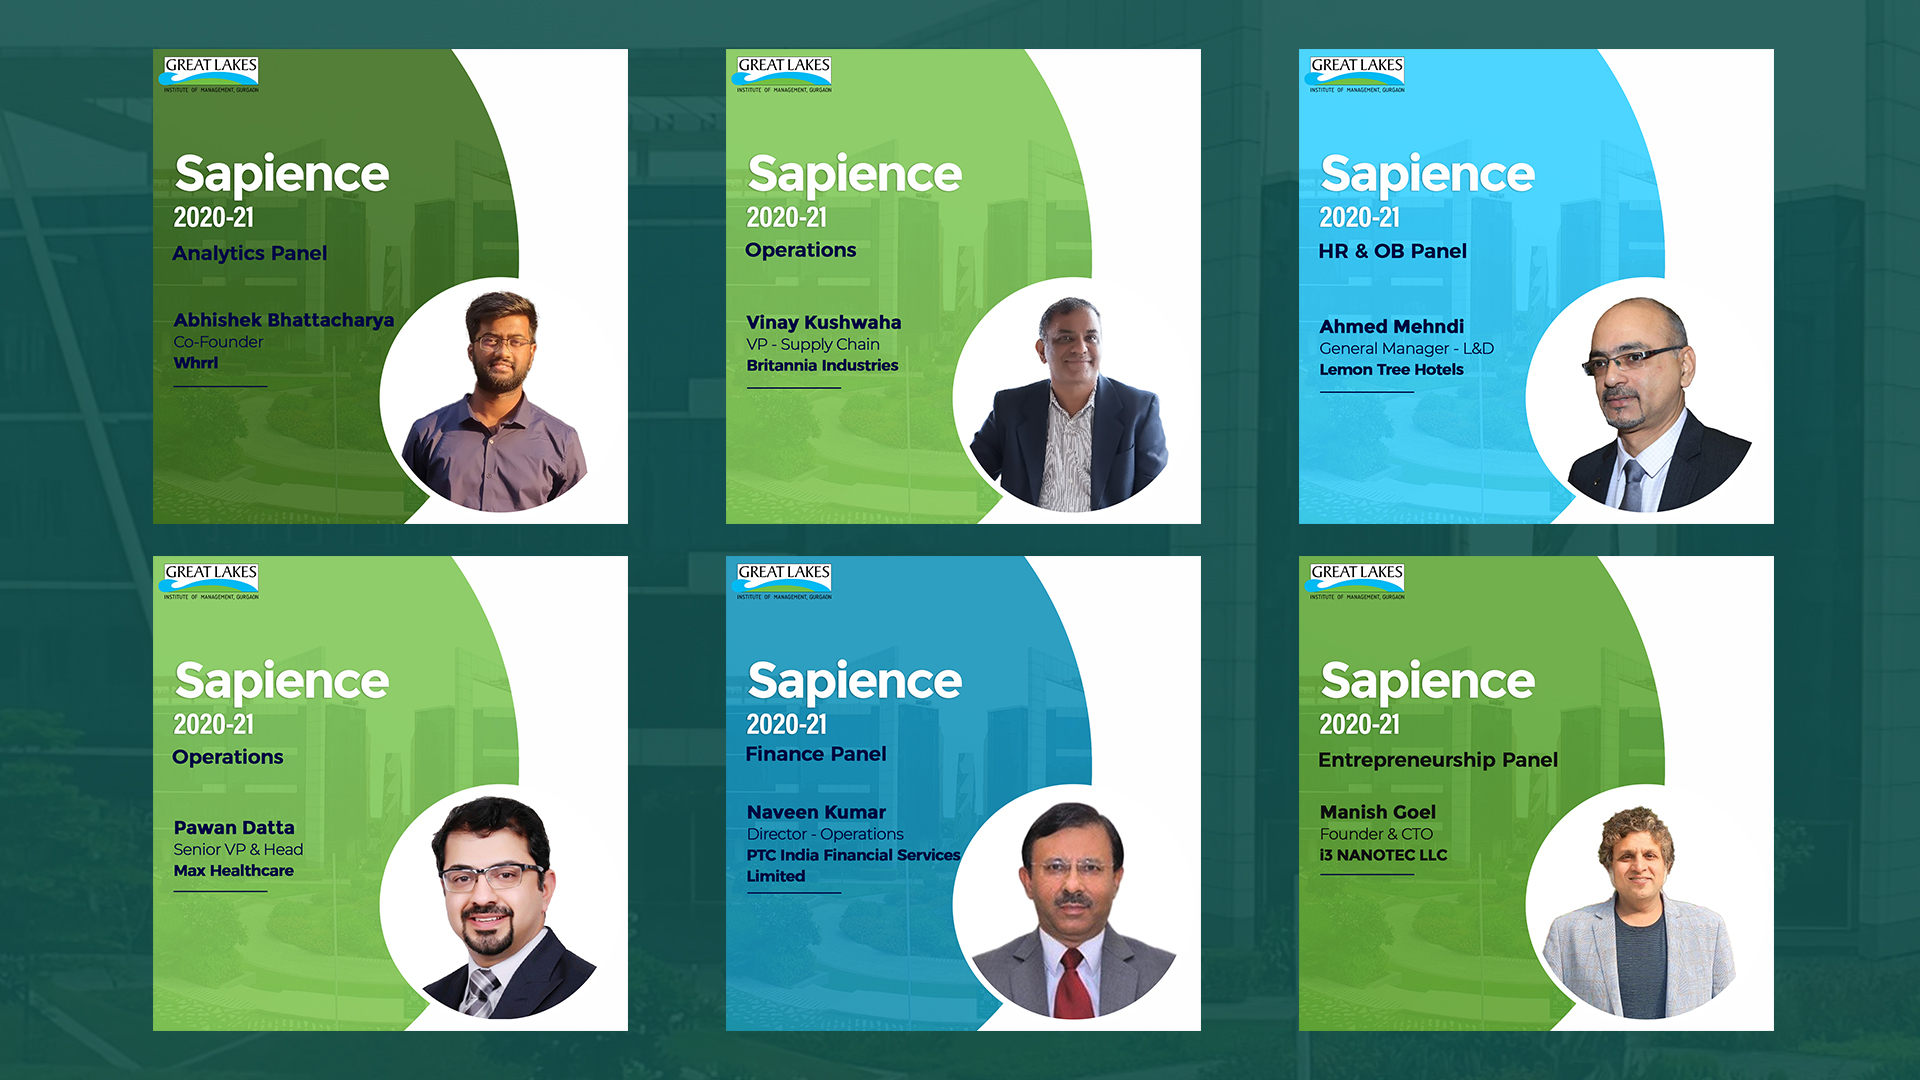 GREAT LAKES
INSTITUTE OF MANAGEMENT, GURGAON
Sapience
2020-21
Analytics Panel
Abhishek Bhattacharya
Co-Founder
Whrrl
GREAT LAKES
INSTITUTE OF MANAGEMENT, GURGAON
Sapience
2020-21
Operations
Vinay Kushwaha
VP - Supply Chain
Britannia Industries
GREAT LAKES
INSTITUTE OF MANAGEMENT, GURGAON
Sapience
2020-21
HR & OB Panel
Ahmed Mehndi
General Manager - L&D
Lemon Tree Hotels
GREAT LAKES
INSTITUTE OF MANAGEMENT, GURGAON
Sapience
2020-21
Operations
Pawan Datta
Senior VP & Head
Max Healthcare
GREAT LAKES
INSTITUTE OF MANAGEMENT, GURGAON
Sapience
2020-21
Finance Panel
Naveen Kumar
Director - Operations
PTC India Financial Services
Limited
GREAT LAKES
INSTITUTE OF MANAGEMENT, GURGAON
Sapience
2020-21
Entrepreneurship Panel
Manish Goel
Founder & CTO
i3 NANOTEC LLC